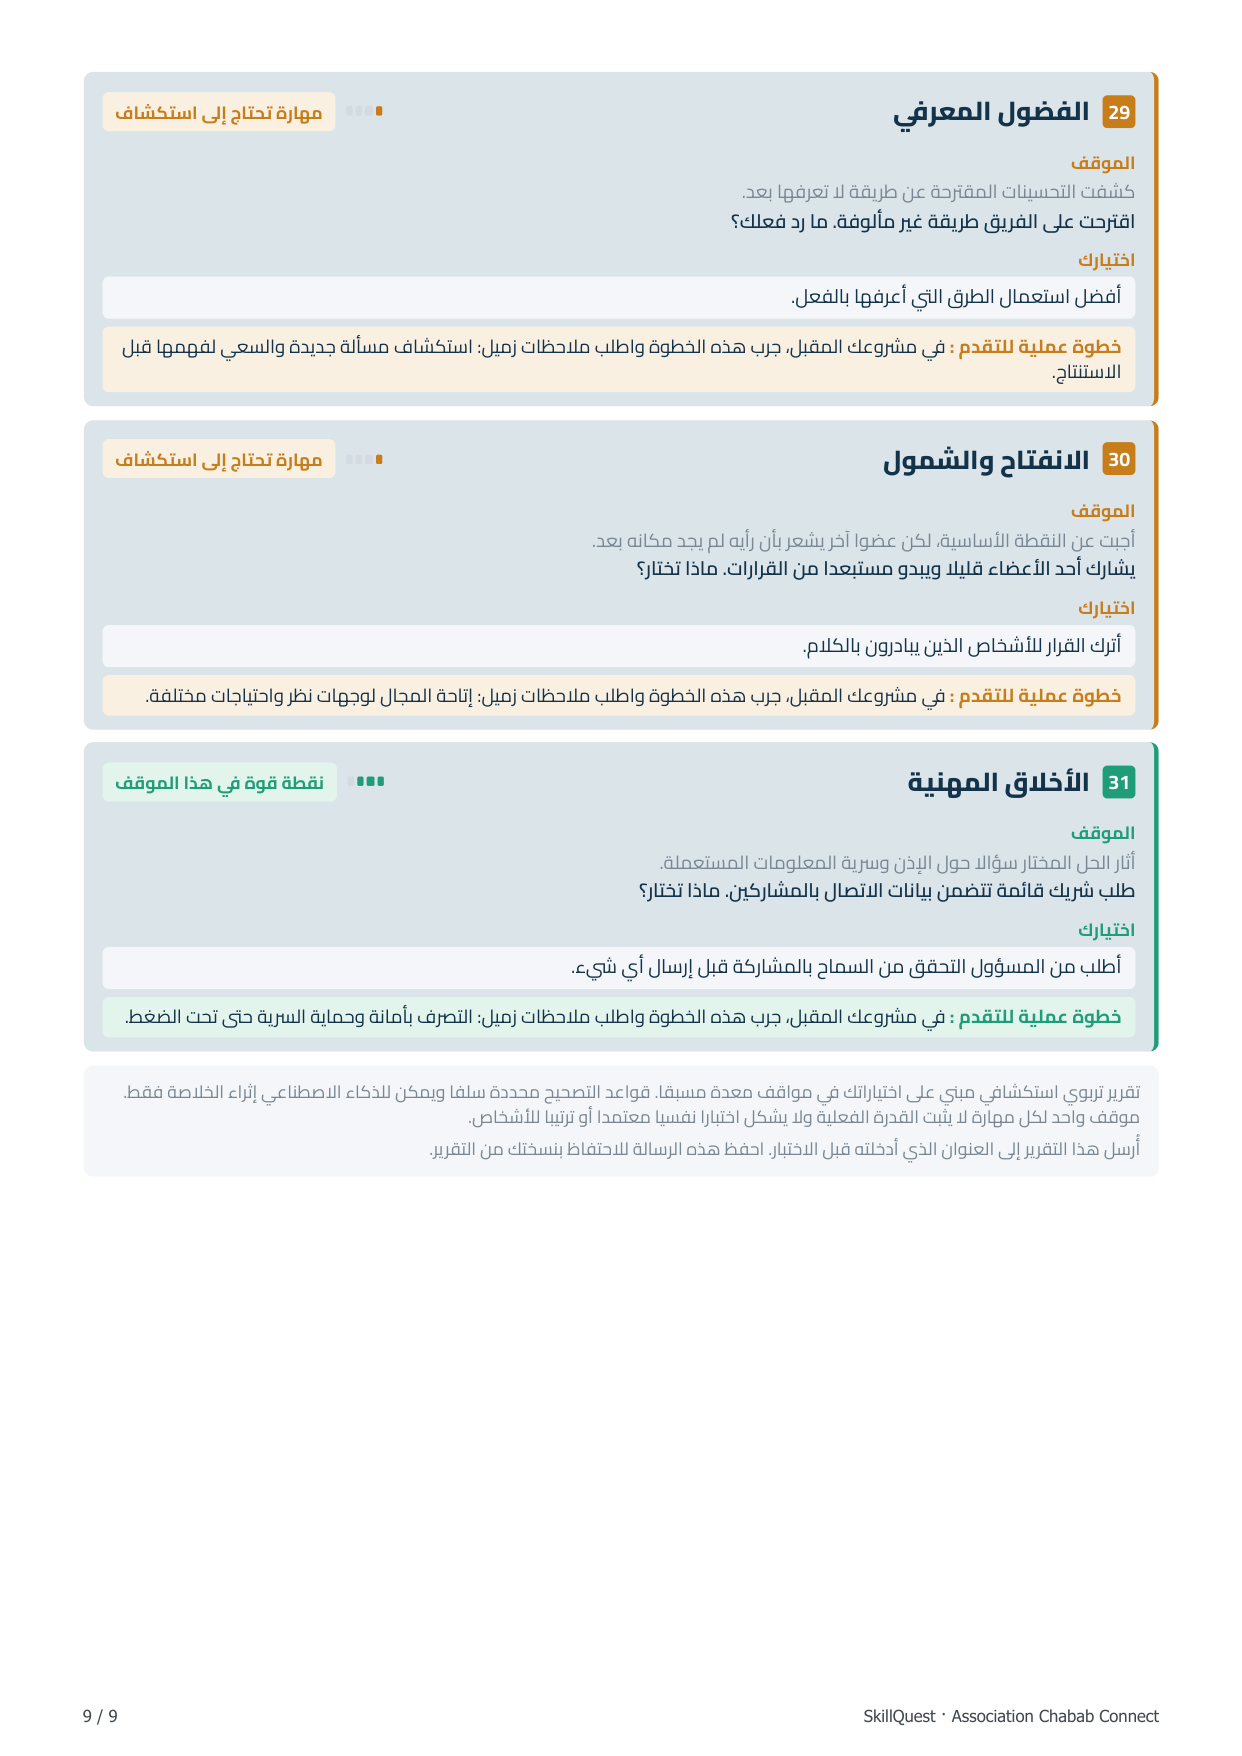 29 الفضول المعرفي
مهارة تحتاج إلى استكشاف
الموقف
كشفت التحسينات المقترحة عن طريقة لا تعرفها بعد.
اقترحت على الفريق طريقة غير مألوفة. ما رد فعلك؟
اختيارك
أفضل استعمال الطرق التي أعرفها بالفعل.
خطوة عملية للتقدم : في مشروعك المقبل، جرب هذه الخطوة واطلب ملاحظات زميل: استكشاف مسألة جديدة والسعي لفهمها قبل
الاستنتاج.
30 الانفتاح والشمول
مهارة تحتاج إلى استكشاف
الموقف
أجبت عن النقطة الأساسية، لكن عضوا آخر يشعر بأن رأيه لم يجد مكانه بعد.
يشارك أحد الأعضاء قليلا ويبدو مستبعدا من القرارات. ماذا تختار؟
اختيارك
أترك القرار للأشخاص الذين يبادرون بالكلام.
خطوة عملية للتقدم : في مشروعك المقبل، جرب هذه الخطوة واطلب ملاحظات زميل: إتاحة المجال لوجهات نظر واحتياجات مختلفة.
31 الأخلاق المهنية
نقطة قوة في هذا الموقف
الموقف
أثار الحل المختار سؤالا حول الإذن وسرية المعلومات المستعملة.
طلب شريك قائمة تتضمن بيانات الاتصال بالمشاركين. ماذا تختار؟
اختيارك
أطلب من المسؤول التحقق من السماح بالمشاركة قبل إرسال أي شيء.
خطوة عملية للتقدم : في مشروعك المقبل، جرب هذه الخطوة واطلب ملاحظات زميل: التصرف بأمانة وحماية السرية حتى تحت الضغط.
تقرير تربوي استكشافي مبني على اختياراتك في مواقف معدة مسبقا. قواعد التصحيح محددة سلفا ويمكن للذكاء الاصطناعي إثراء الخلاصة فقط.
موقف واحد لكل مهارة لا يثبت القدرة الفعلية ولا يشكل اختبارا نفسيا معتمدا أو ترتيبا للأشخاص.
أُرسل هذا التقرير إلى العنوان الذي أدخلته قبل الاختبار. احفظ هذه الرسالة للاحتفاظ بنسختك من التقرير.
SkillQuest · Association Chabab Connect
9 / 9